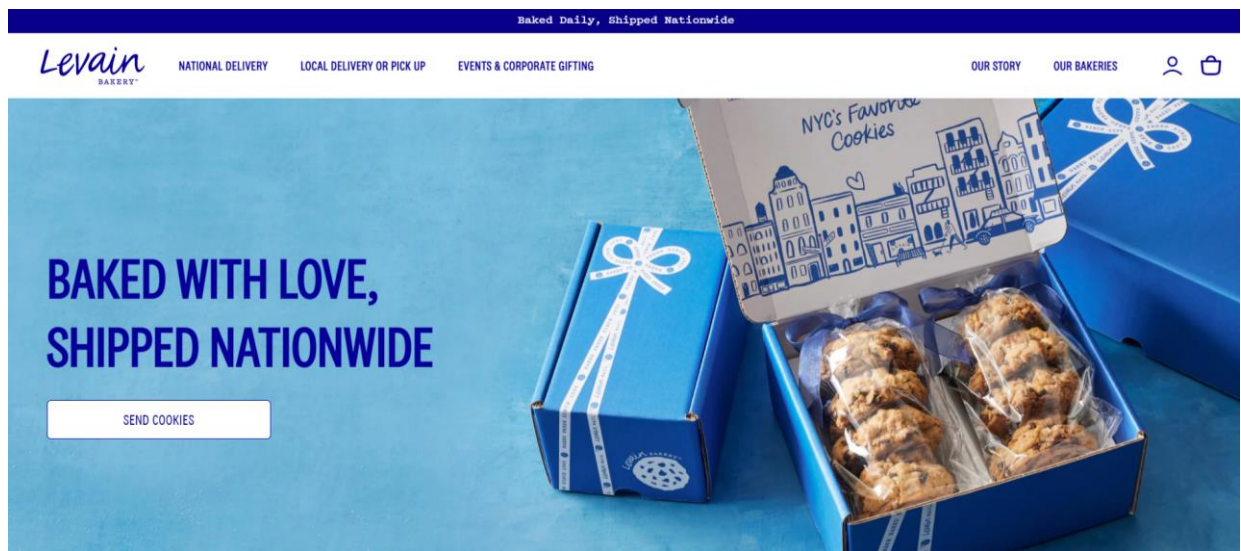 Baked Daily, Shipped Nationwide
Levain
BAKERY
NATIONAL DELIVERY
LOCAL DELIVERY OR PICK UP
EVENTS & CORPORATE GIFTING
OUR STORY
OUR BAKERIES
NYC's Favorite
Cookies
BAKED WITH LOVE,
SHIPPED NATIONWIDE
SEND COOKIES
Levain BAKERY